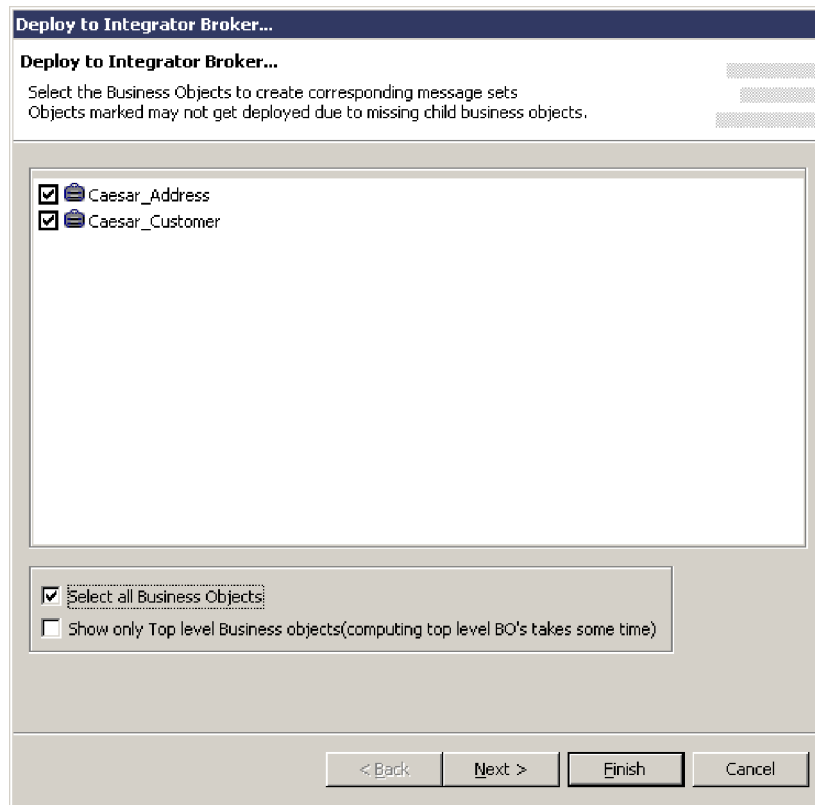 Deploy to Integrator Broker...
Deploy to Integrator Broker...
Select the Business Objects to create corresponding message sets
Objects marked may not get deployed due to missing child business objects.
Caesar_Address
Caesar_Customer
Select all Business Objects
Show only Top level Business objects(computing top level BO's takes some time)
< Back Next > Finish Cancel